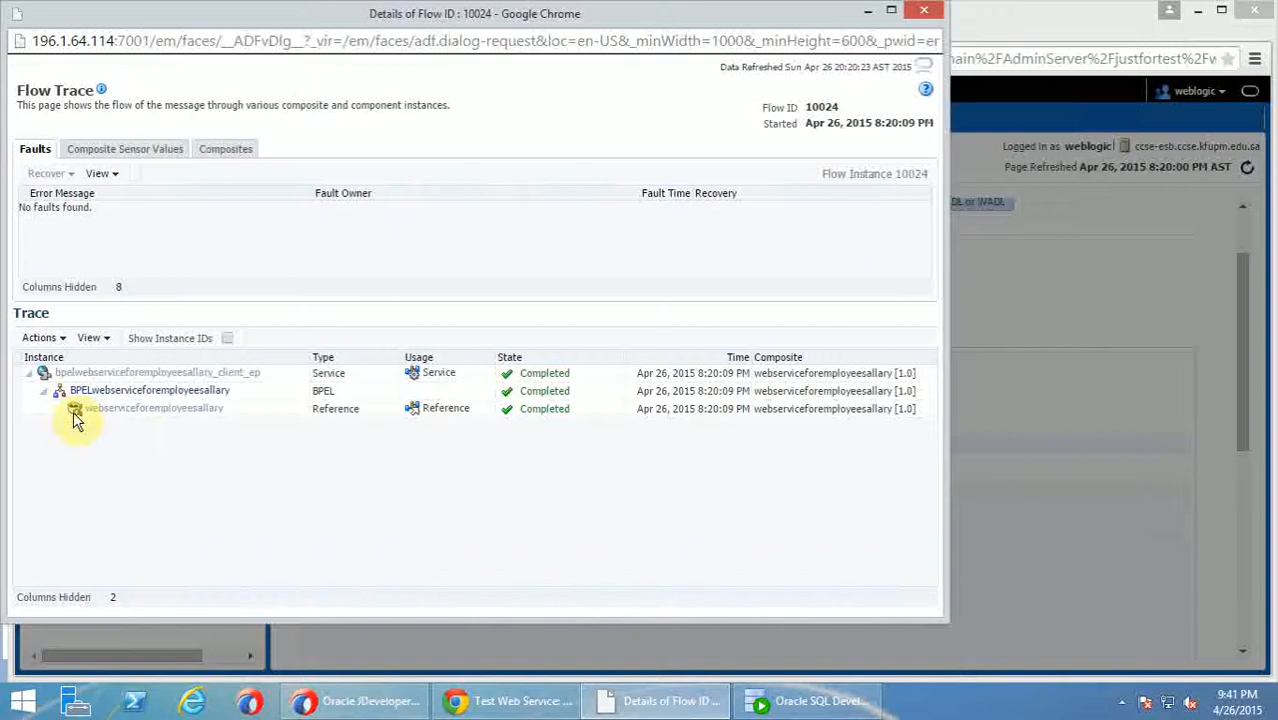 Details of Flow ID : 10024 - Google Chrome
196.1.64.114:7001/em/faces/__ADFvDlg__?_vir=/em/faces/adf.dialog-request&loc=en-US&_minWidth=1000&_minHeight=600&_pwid=er
main%2FAdminServer%2Fjustfortest%2Fw
Data Refreshed Sun Apr 26 20:20:23 AST 2015
Flow Trace
This page shows the flow of the message through various composite and component instances.
Flow ID 10024
Started Apr 26, 2015 8:20:09 PM
weblogic
Logged in as weblogic ccse-esb.ccse.kfupm.edu.sa
Page Refreshed Apr 26, 2015 8:20:00 PM AST
Faults Composite Sensor Values Composites
Recover View Flow Instance 10024
Error Message Fault Owner Fault Time Recovery
No faults found.
DL or WADL
Columns Hidden 8
Trace
Actions View Show Instance IDs
Instance Type Usage State Time Composite
bpelwebserviceforemployeesallary_client_ep Service Service Completed Apr 26, 2015 8:20:09 PM webserviceforemployeesallary [1.0]
BPELwebserviceforemployeesallary BPEL Completed Apr 26, 2015 8:20:09 PM webserviceforemployeesallary [1.0]
webserviceforemployeesallary Reference Reference Completed Apr 26, 2015 8:20:09 PM webserviceforemployeesallary [1.0]
Columns Hidden 2
Oracle JDeveloper... Test Web Service: ... Details of Flow ID ... Oracle SQL Devel...
9:41 PM
4/26/2015